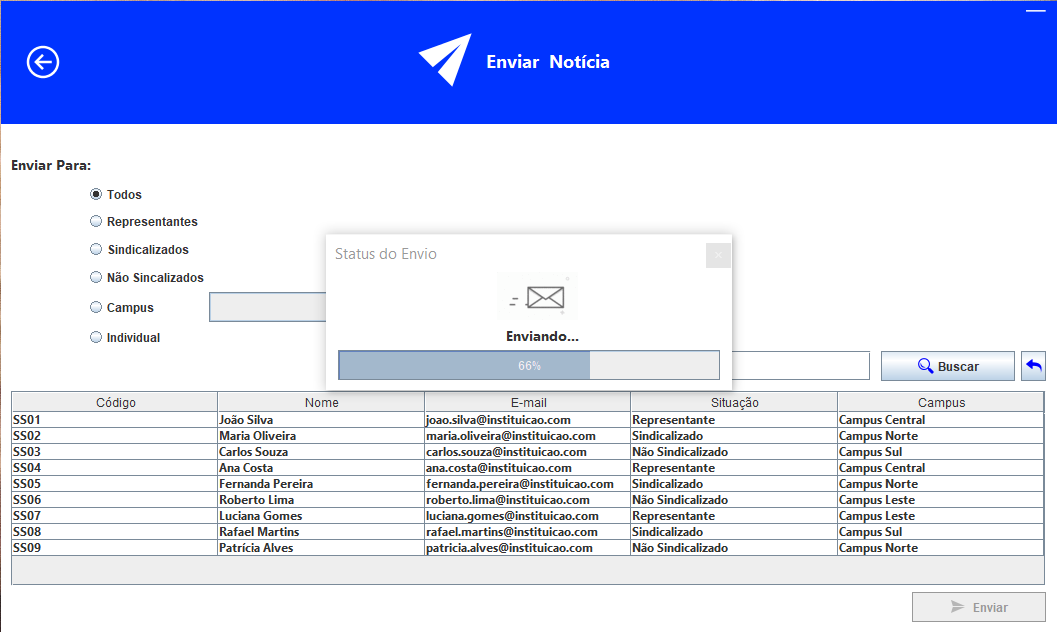 Enviar Notícia
Enviar Para:
Todos
Representantes
Sindicalizados
Não Sincalizados
Campus
Individual
Status do Envio
Enviando...
66%
Buscar
Código Nome E-mail Situação Campus
SS01 João Silva joao.silva@instituicao.com Representante Campus Central
SS02 Maria Oliveira maria.oliveira@instituicao.com Sindicalizado Campus Norte
SS03 Carlos Souza carlos.souza@instituicao.com Não Sindicalizado Campus Sul
SS04 Ana Costa ana.costa@instituicao.com Representante Campus Central
SS05 Fernanda Pereira fernanda.pereira@instituicao.com Sindicalizado Campus Norte
SS06 Roberto Lima roberto.lima@instituicao.com Não Sindicalizado Campus Leste
SS07 Luciana Gomes luciana.gomes@instituicao.com Representante Campus Leste
SS08 Rafael Martins rafael.martins@instituicao.com Sindicalizado Campus Sul
SS09 Patrícia Alves patricia.alves@instituicao.com Não Sindicalizado Campus Norte
Enviar